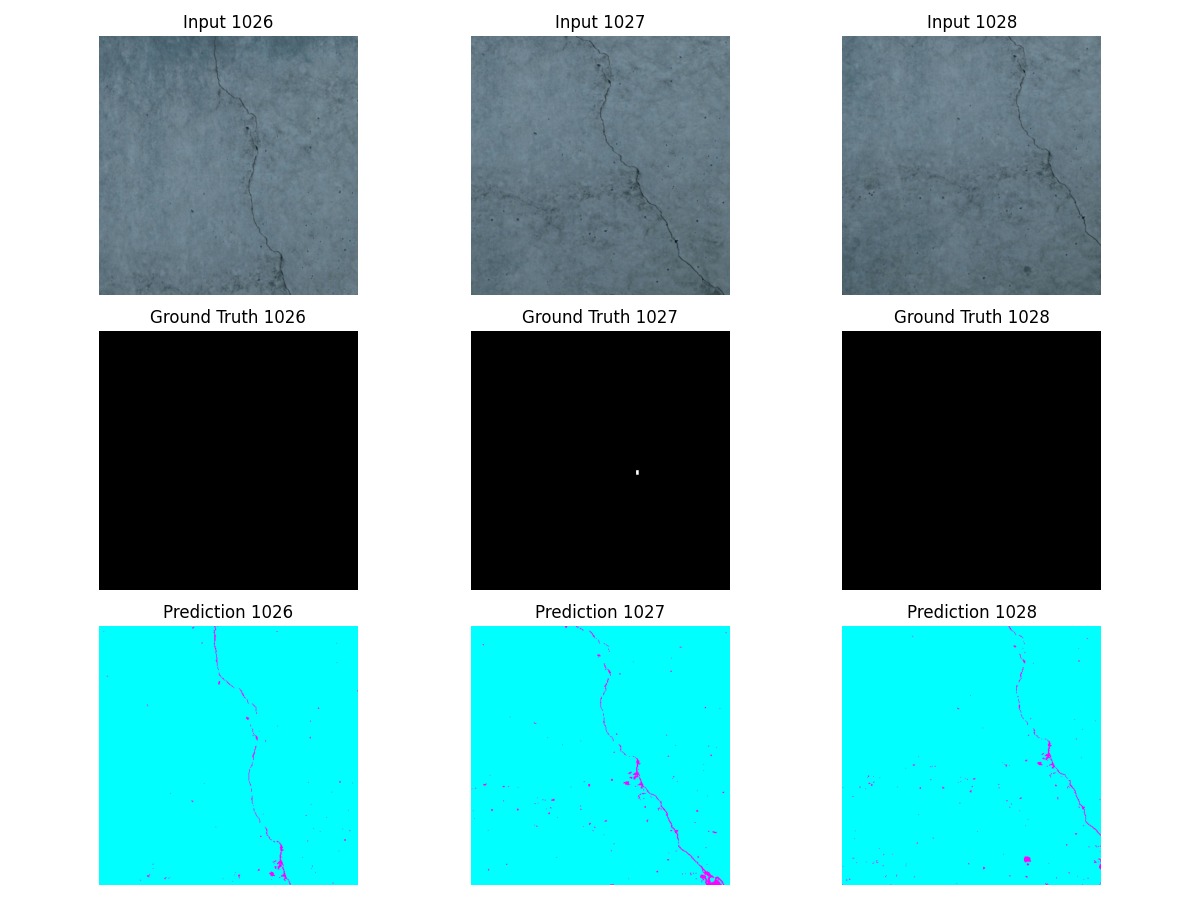 Input 1026
Input 1027
Input 1028
Ground Truth 1026
Ground Truth 1027
Ground Truth 1028
Prediction 1026
Prediction 1027
Prediction 1028